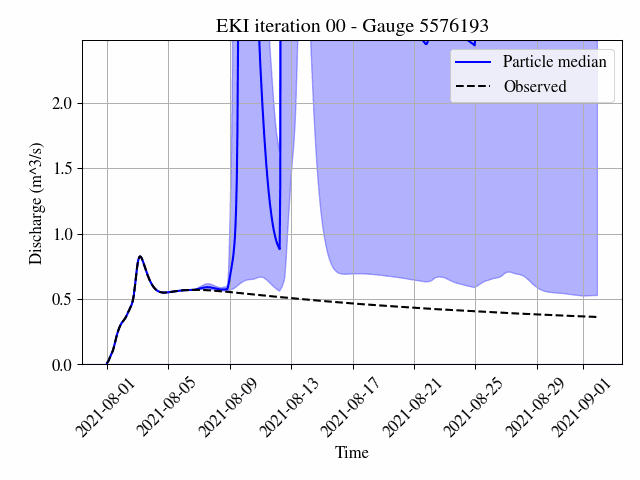 EKI iteration 00 - Gauge 5576193
Particle median
Observed
Discharge (m^3/s)
2.0
1.5
1.0
0.5
0.0
2021-08-01
2021-08-05
2021-08-09
2021-08-13
2021-08-17
2021-08-21
2021-08-25
2021-08-29
2021-09-01
Time